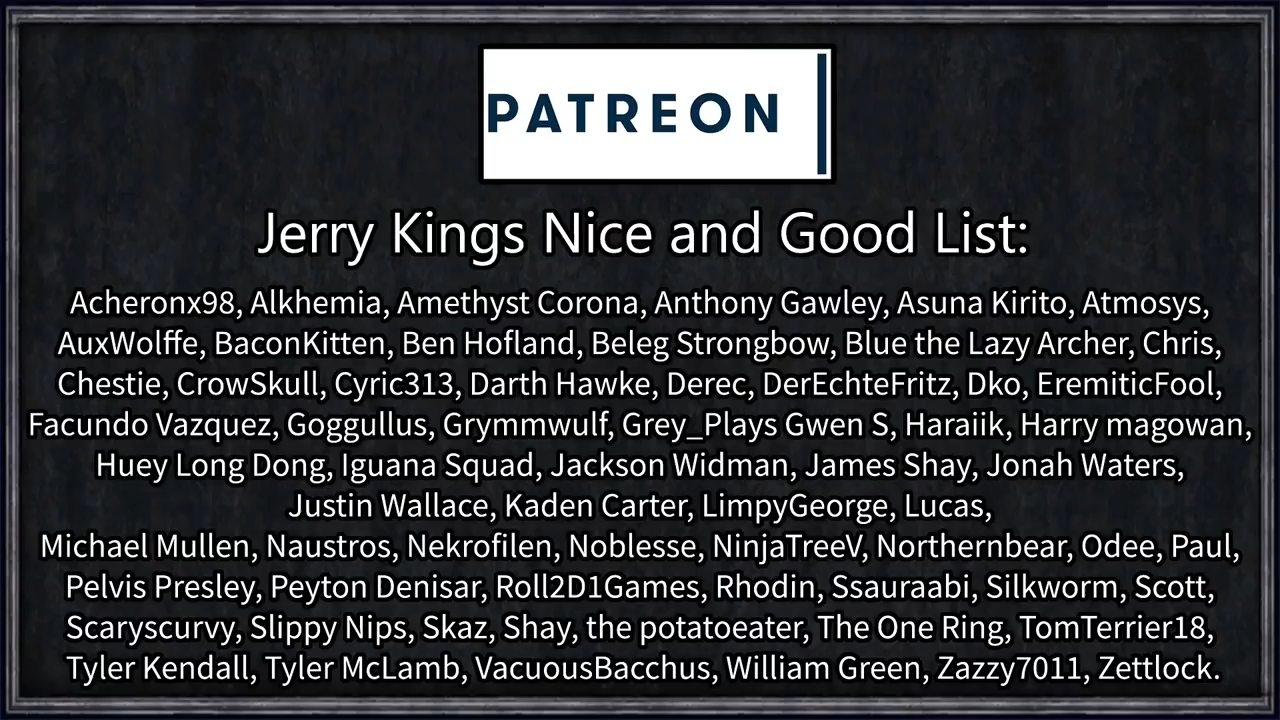 PATREON
Jerry Kings Nice and Good List:
Acheronx98, Alkhemia, Amethyst Corona, Anthony Gawley, Asuna Kirito, Atmosys,
AuxWolffe, BaconKitten, Ben Hofland, Beleg Strongbow, Blue the Lazy Archer, Chris,
Chestie, CrowSkull, Cyric313, Darth Hawke, Derec, DerEchteFritz, Dko, EremiticFool,
Facundo Vazquez, Goggullus, Grymmwulf, Grey_Plays Gwen S, Haraiik, Harry magowan,
Huey Long Dong, Iguana Squad, Jackson Widman, James Shay, Jonah Waters,
Justin Wallace, Kaden Carter, LimpyGeorge, Lucas,
Michael Mullen, Naustros, Nekrofilen, Noblesse, NinjaTreeV, Northernbear, Odee, Paul,
Pelvis Presley, Peyton Denisar, Roll2D1Games, Rhodin, Ssauraabi, Silkworm, Scott,
Scaryscurvy, Slippy Nips, Skaz, Shay, the potatoeater, The One Ring, TomTerrier18,
Tyler Kendall, Tyler McLamb, VacuousBacchus, William Green, Zazzy7011, Zettlock.